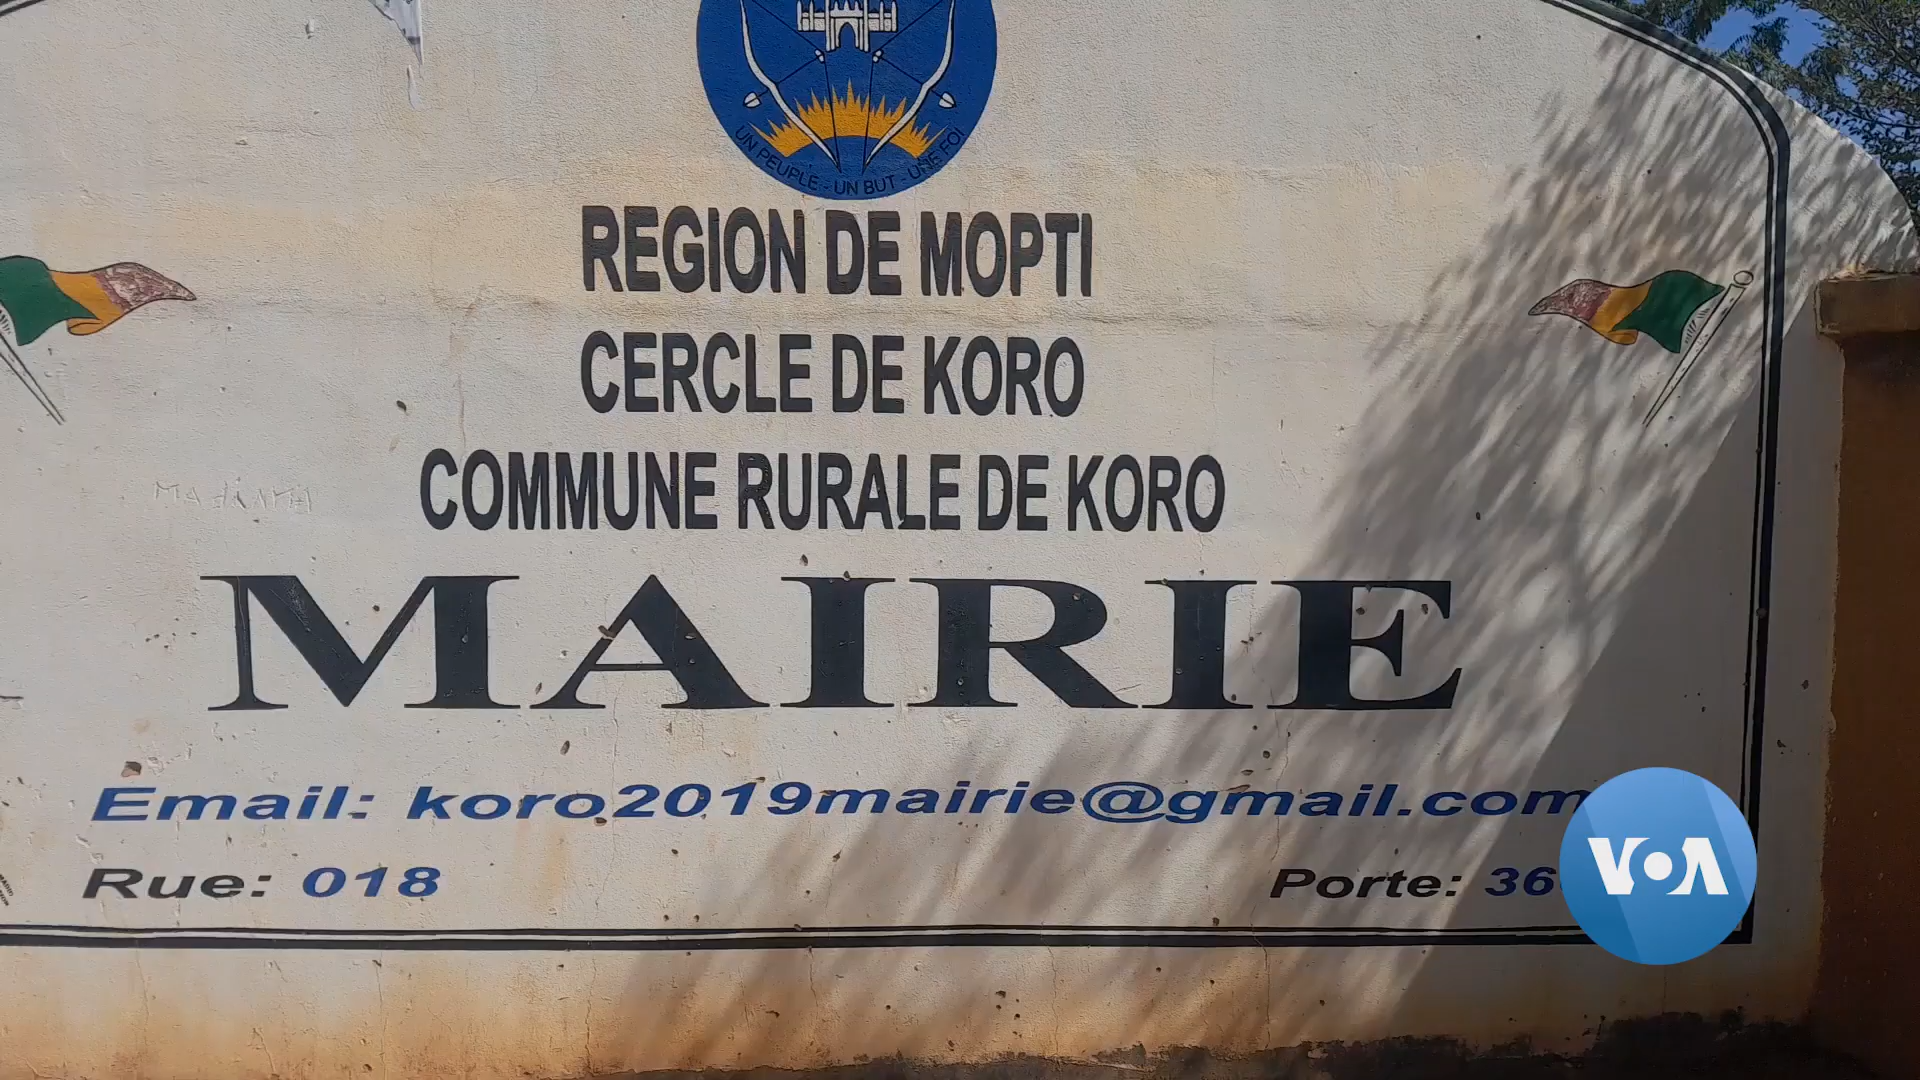 UN PEUPLE - UN BUT - UNE FOI
REGION DE MOPTI
CERCLE DE KORO
COMMUNE RURALE DE KORO
MAIRIE
Email: koro2019mairie@gmail.com
Rue: 018
Porte: 36
VOA